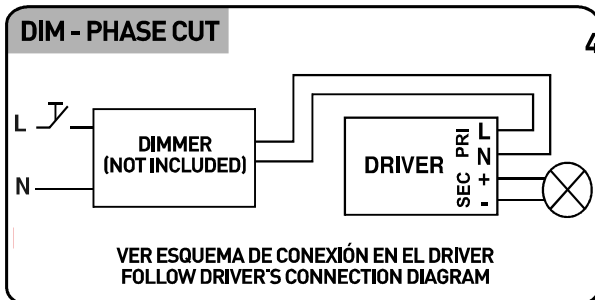 DIM - PHASE CUT
4
L
DIMMER
(NOT INCLUDED)
N
DRIVER
PRI
SEC
L
N
+
-
VER ESQUEMA DE CONEXIÓN EN EL DRIVER
FOLLOW DRIVER'S CONNECTION DIAGRAM